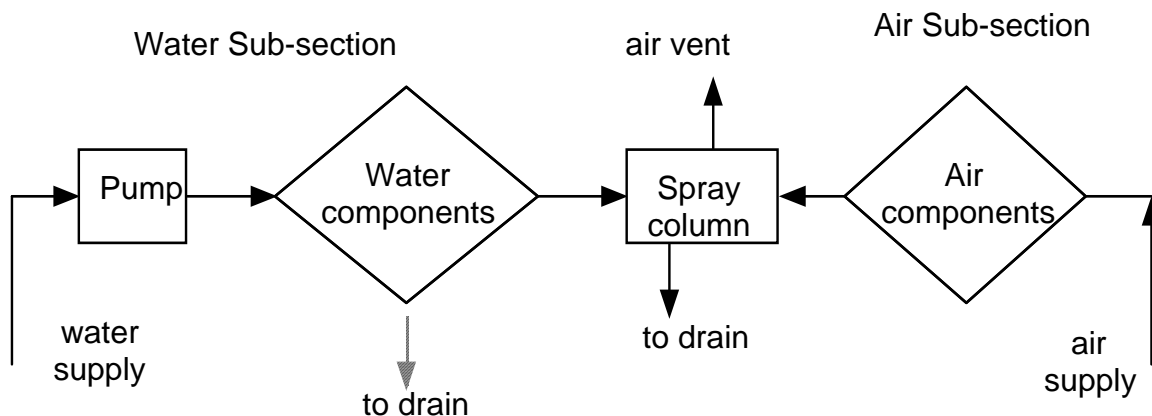 Water Sub-section
air vent
Air Sub-section
Pump
Water
components
Spray
column
Air
components
water
supply
to drain
to drain
air
supply